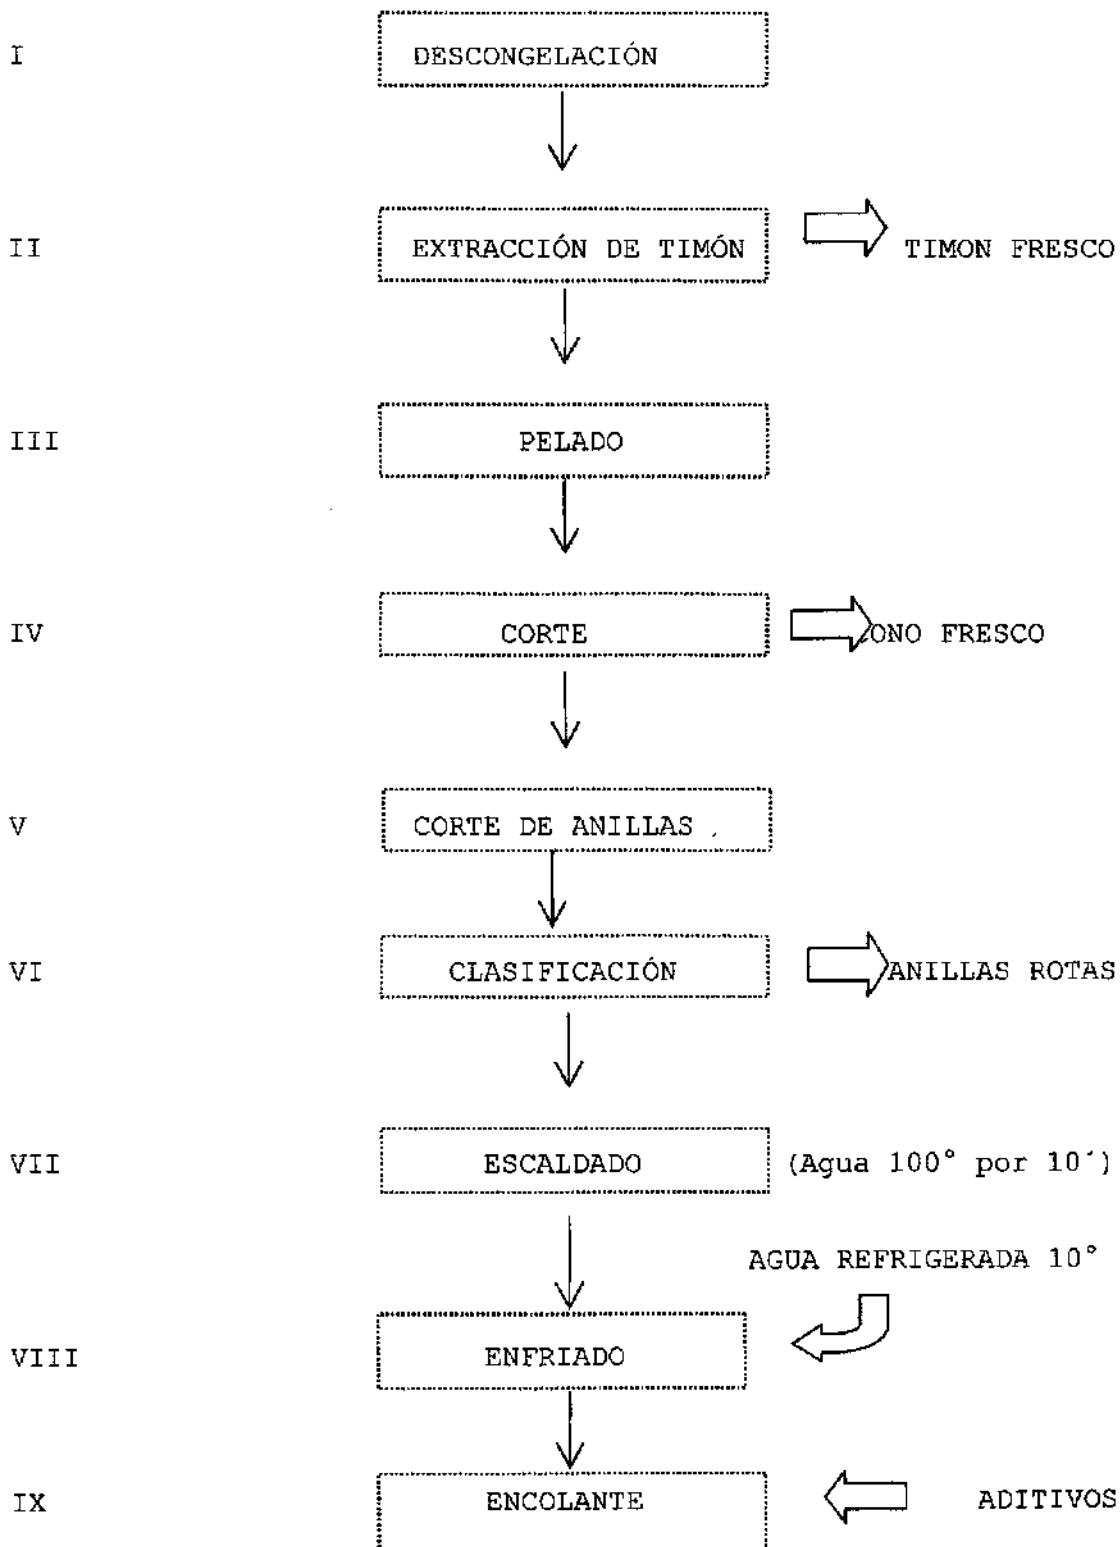 I DESCONGELACIÓN
II EXTRACCIÓN DE TIMÓN TIMON FRESCO
III PELADO
IV CORTE ONO FRESCO
V CORTE DE ANILLAS
VI CLASIFICACIÓN ANILLAS ROTAS
VII ESCALDADO (Agua 100° por 10´)
AGUA REFRIGERADA 10°
VIII ENFRIADO
IX ENCOLANTE ADITIVOS